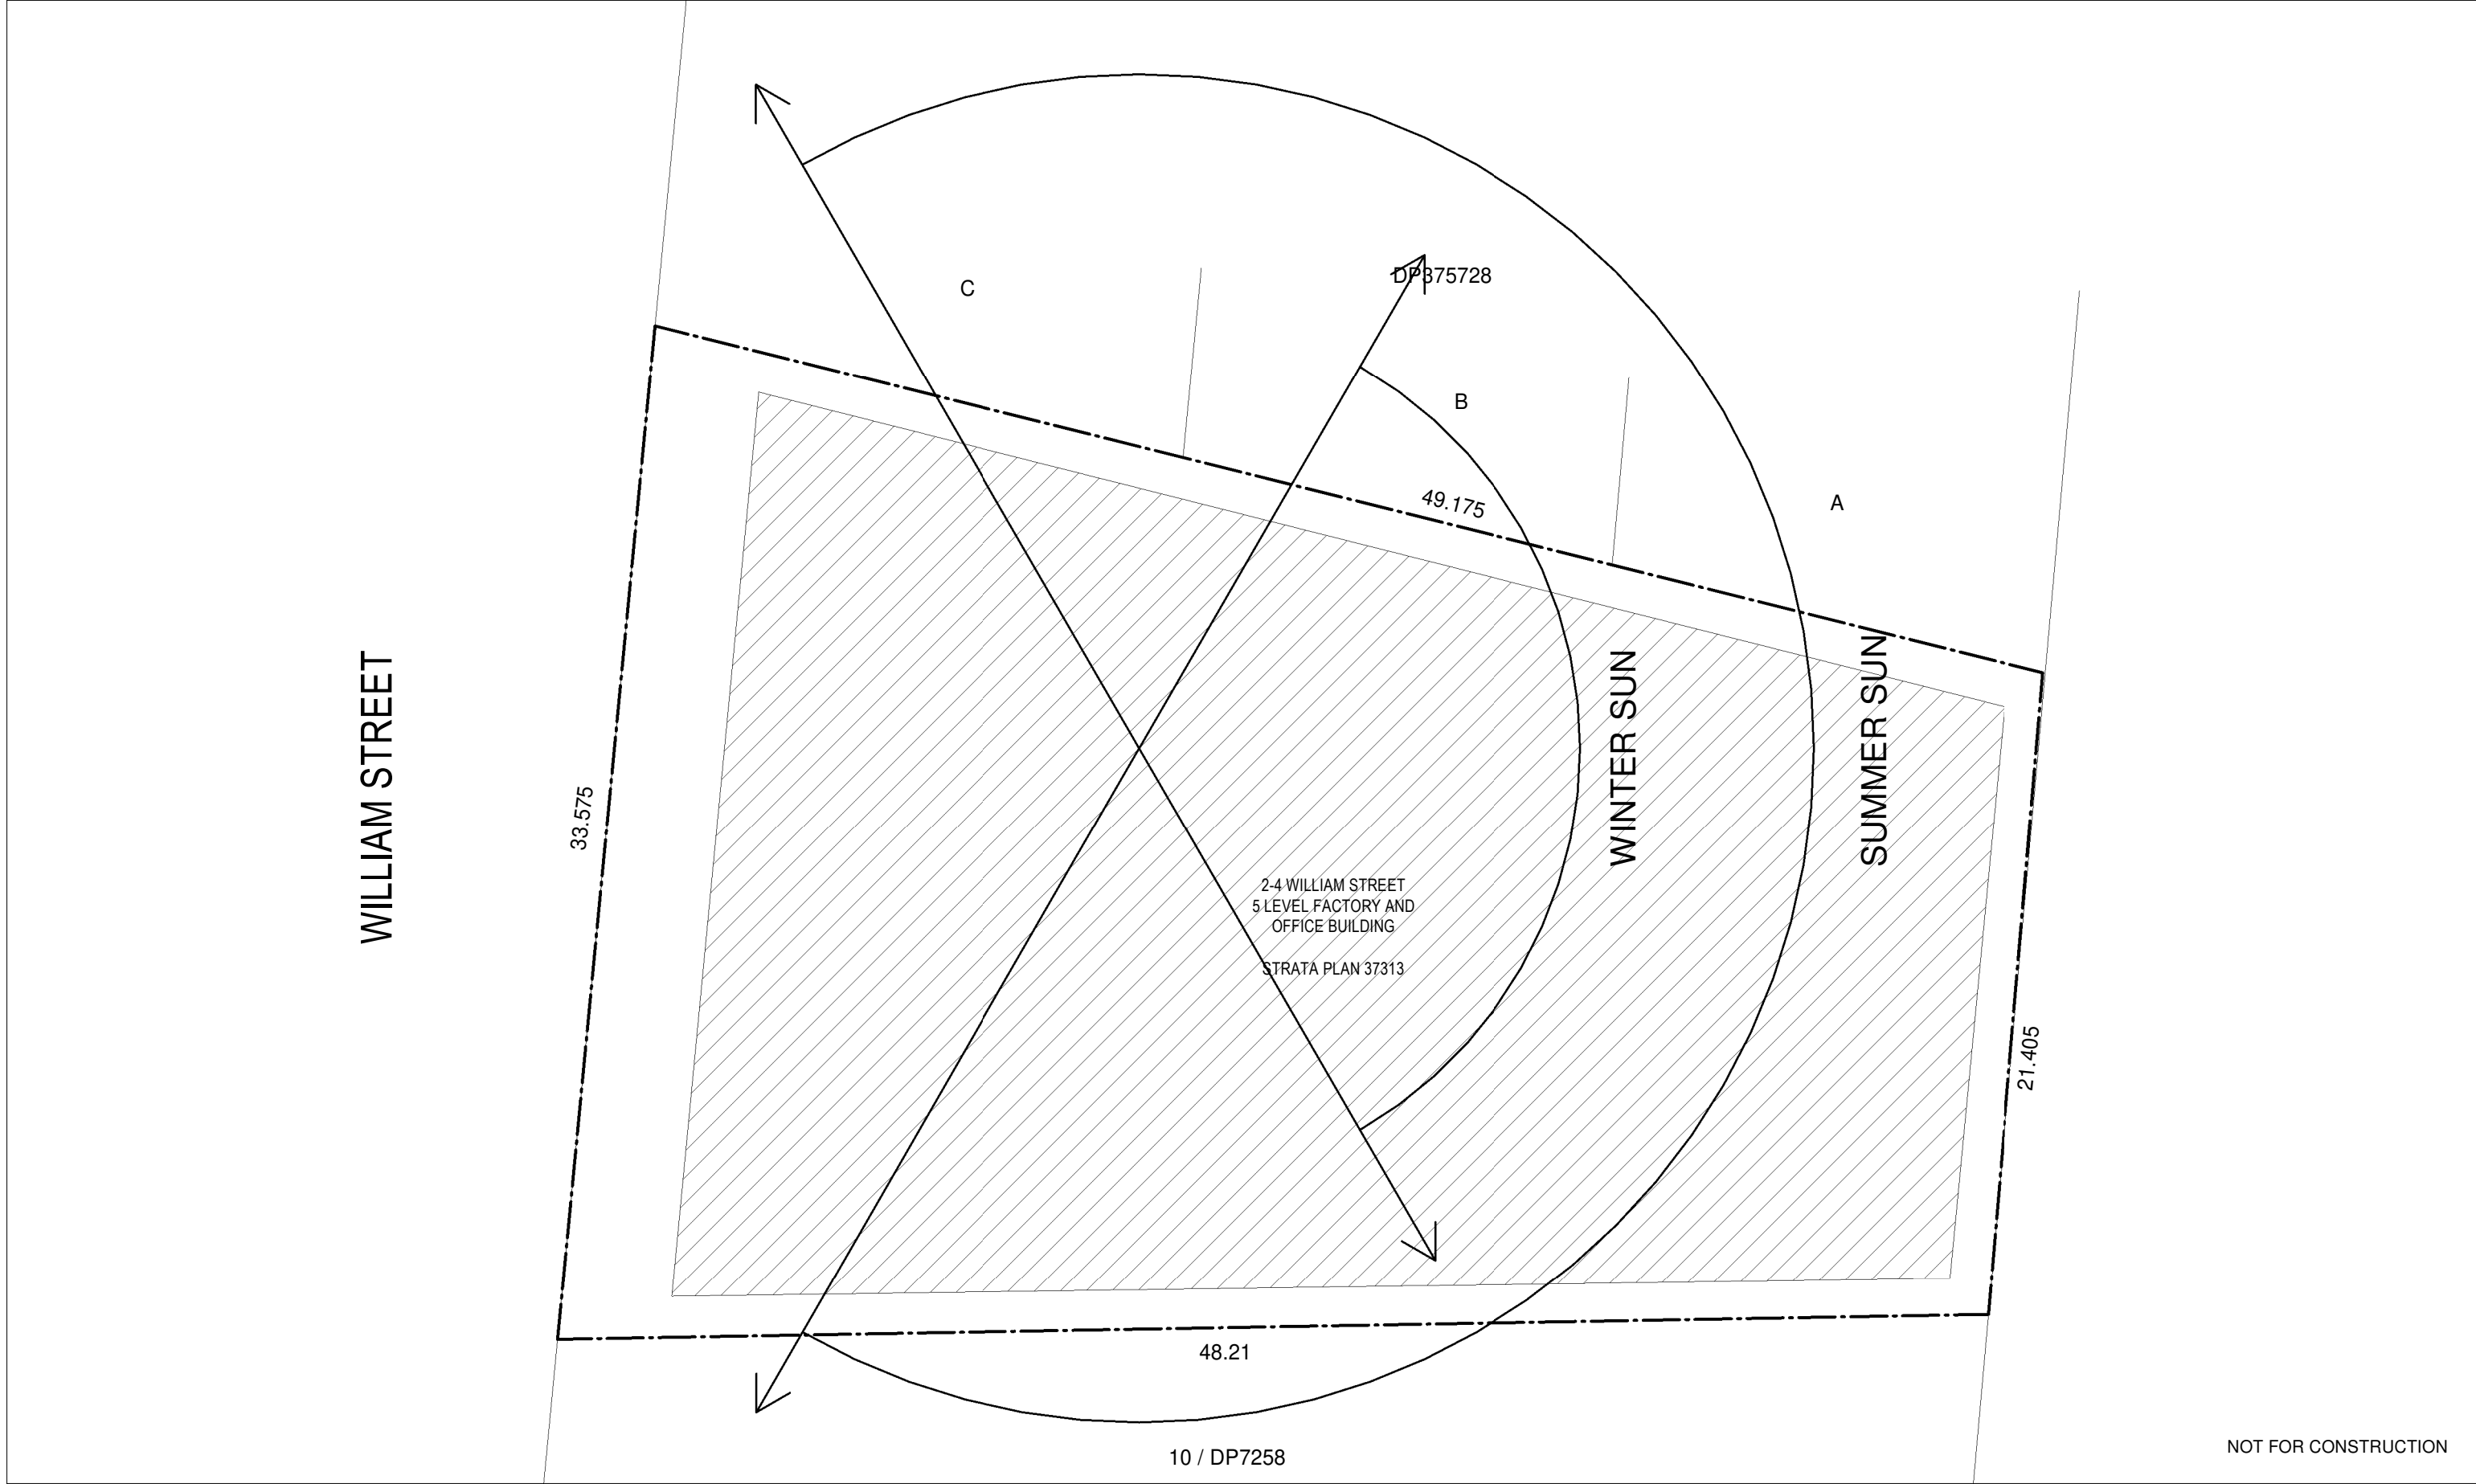 DP375728
C
B
49.175
A
WILLIAM STREET
33.575
WINTER SUN
SUMMER SUN
2-4 WILLIAM STREET
5 LEVEL FACTORY AND
OFFICE BUILDING
STRATA PLAN 37313
21.405
48.21
10 / DP7258
NOT FOR CONSTRUCTION